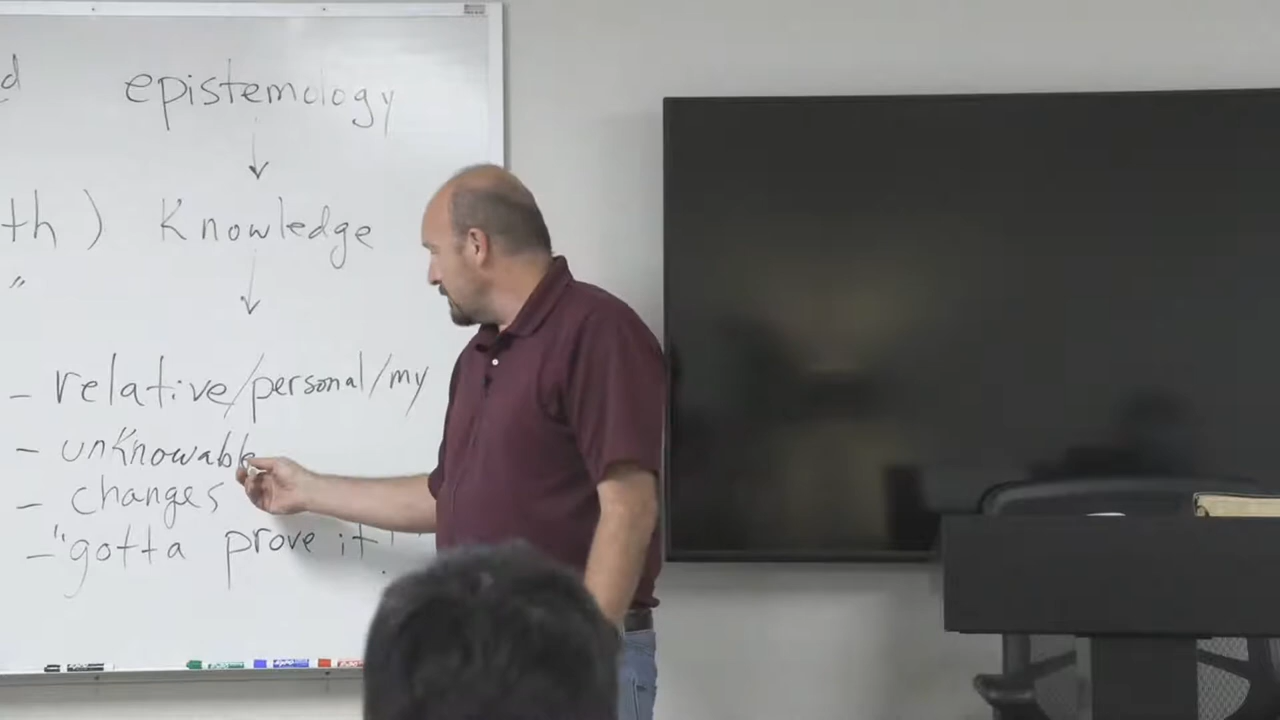 d epistemology
th) Knowledge
"
- relative/personal/my
- unknowable
- changes
- "gotta prove it!